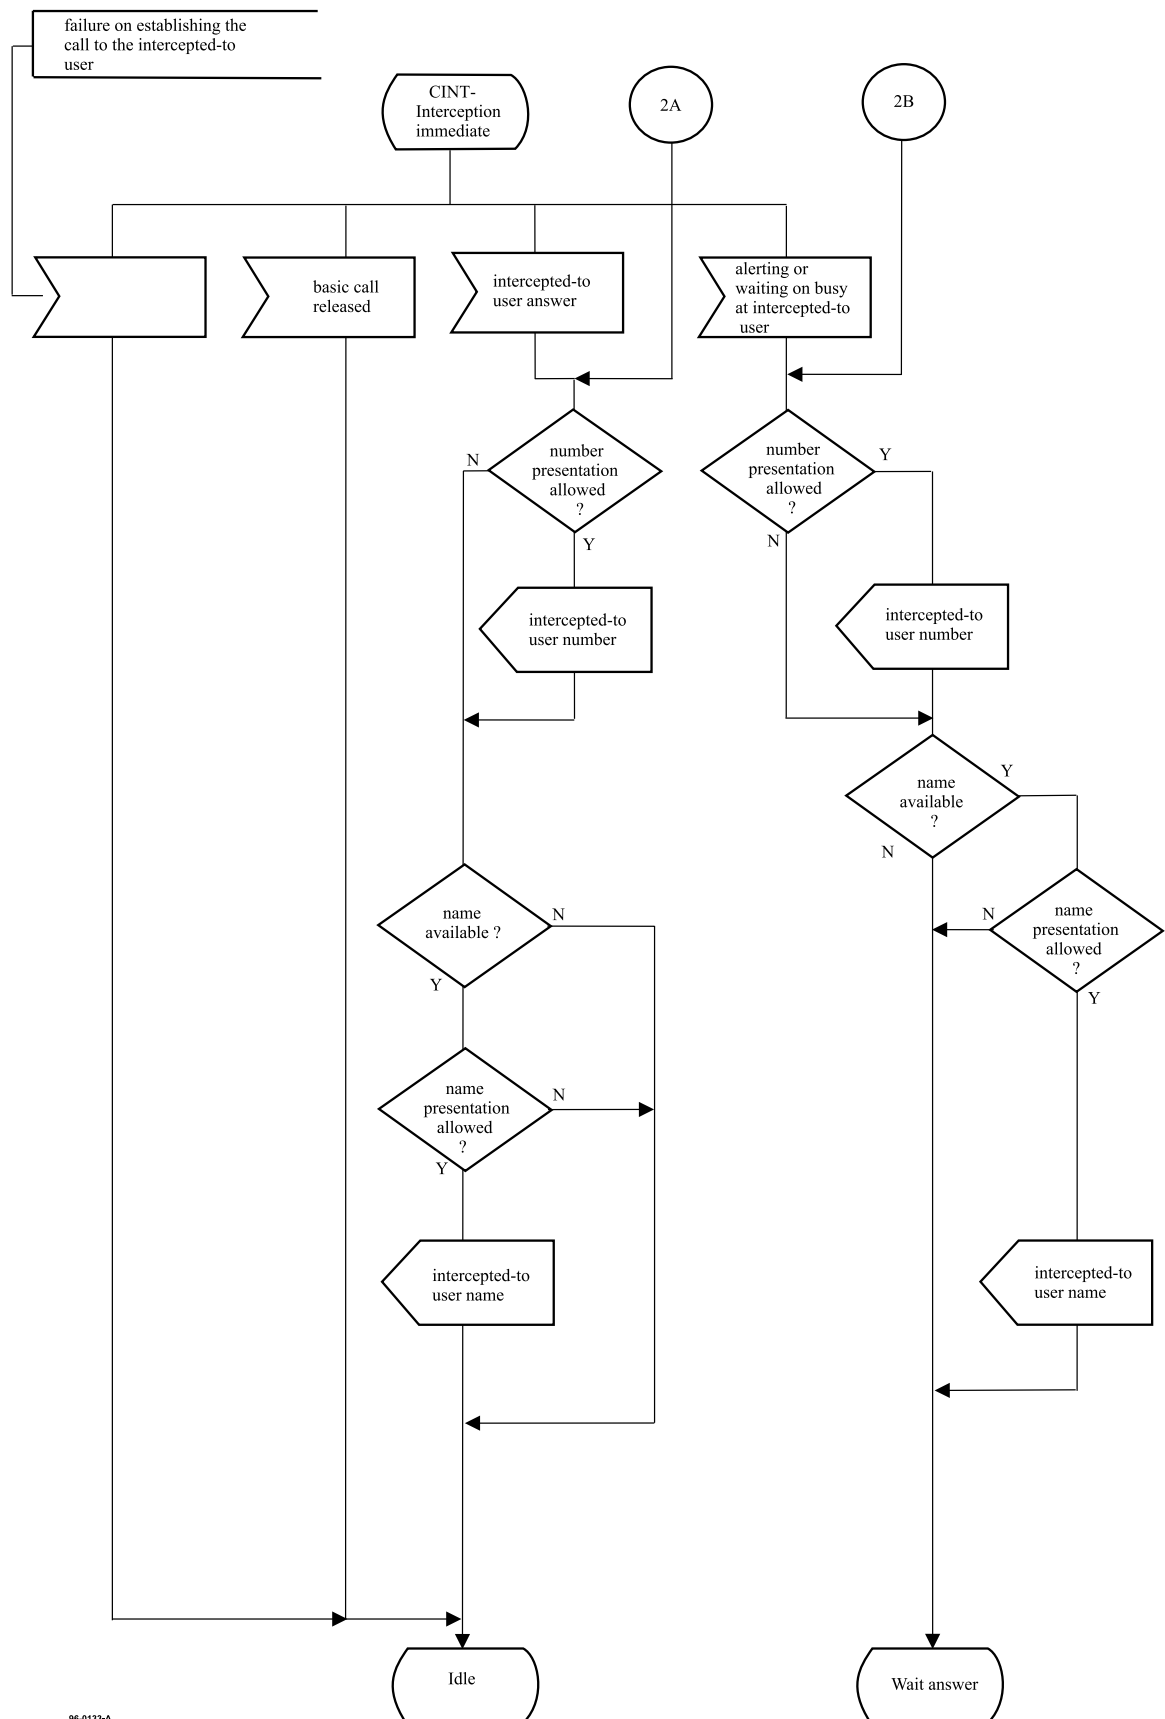 failure on establishing the
call to the intercepted-to
user
CINT-
Interception
immediate
2A
2B
basic call
released
intercepted-to
user answer
alerting or
waiting on busy
at intercepted-to
user
number
presentation
allowed
?
N
Y
number
presentation
allowed
?
Y
N
intercepted-to
user number
intercepted-to
user number
name
available
?
Y
N
name
available ?
N
Y
name
presentation
allowed
?
N
Y
name
presentation
allowed
?
N
Y
intercepted-to
user name
intercepted-to
user name
Idle
Wait answer
96-0133-A